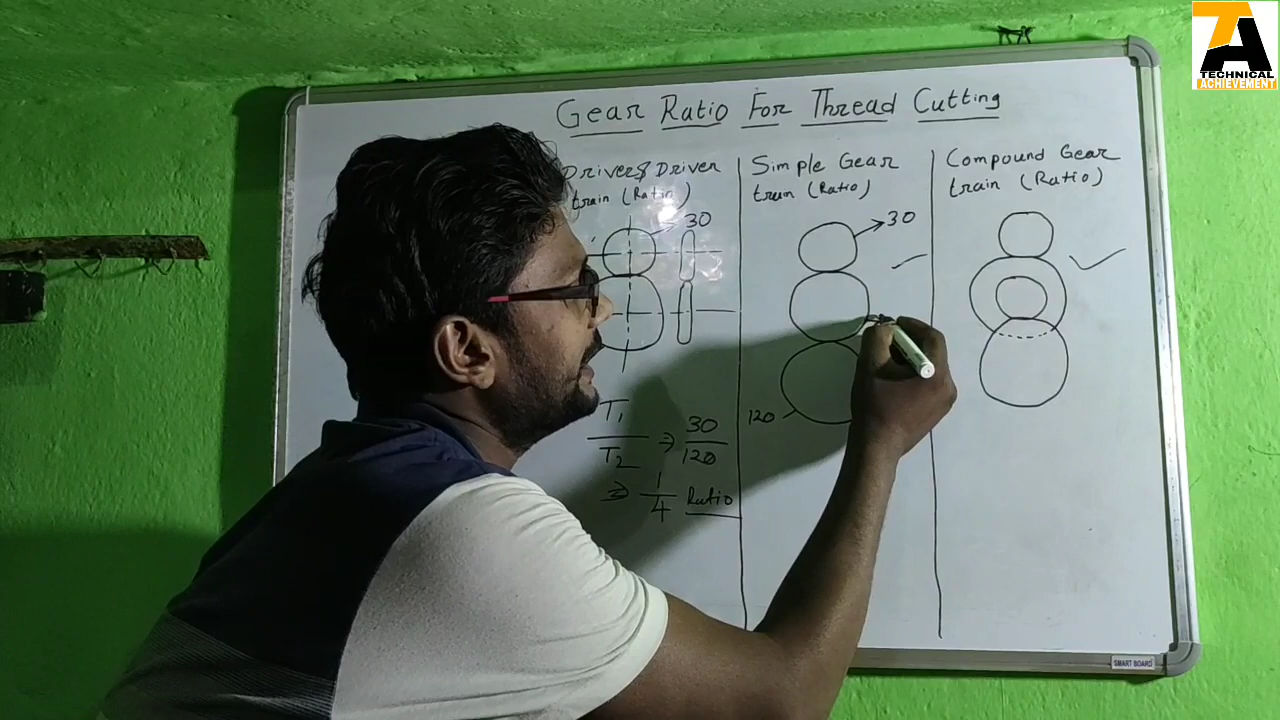 Gear Ratio For Thread Cutting
Driver & Driver
train (Ratio)
30
T1
T2
⇒ 30
120
⇒ 1
4 Ratio
Simple Gear
train (Ratio)
30
120
Compound Gear
train (Ratio)
TA
TECHNICAL
ACHIEVEMENT
SMART BOARD